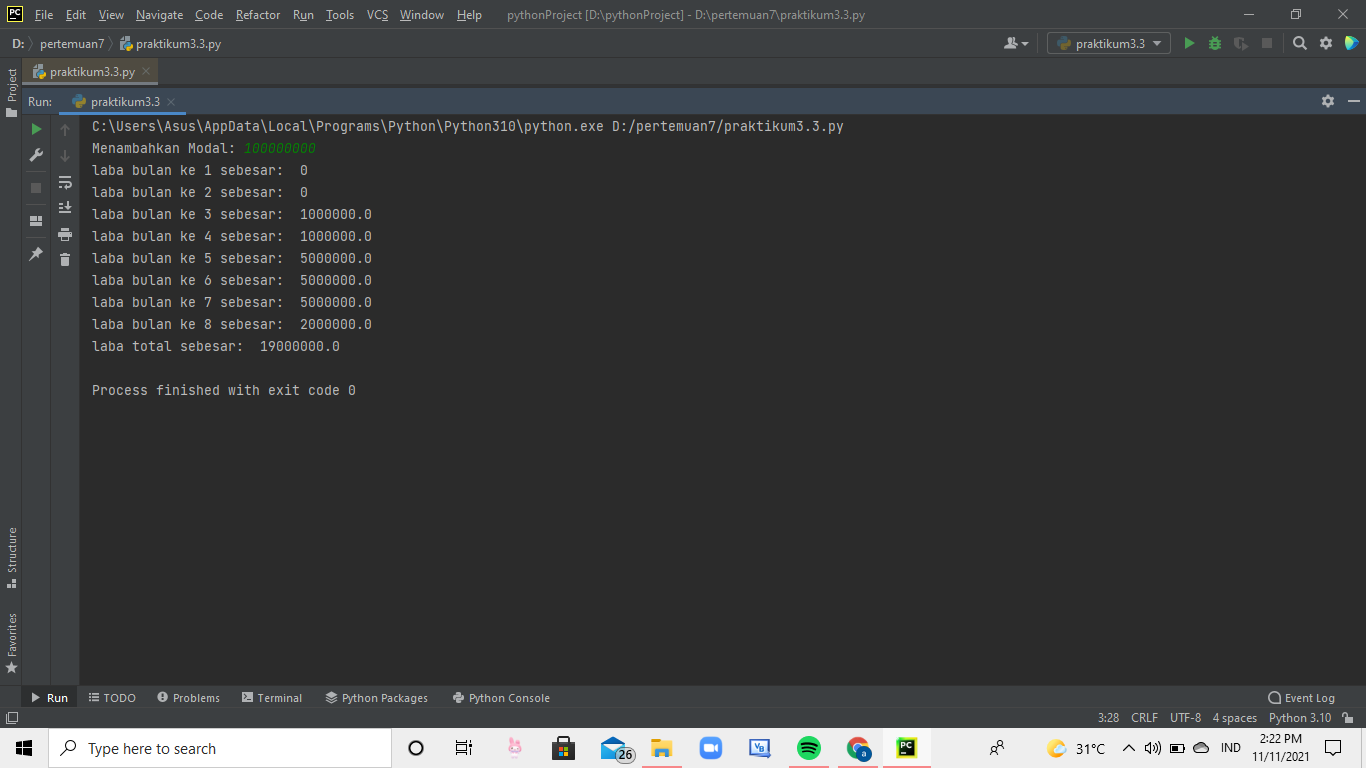 PC File Edit View Navigate Code Refactor Run Tools VCS Window Help pythonProject [D:\pythonProject] - D:\pertemuan7\praktikum3.3.py
D: pertemuan7 praktikum3.3.py praktikum3.3
Project
praktikum3.3.py
Run: praktikum3.3
C:\Users\Asus\AppData\Local\Programs\Python\Python310\python.exe D:/pertemuan7/praktikum3.3.py
Menambahkan Modal: 100000000
laba bulan ke 1 sebesar:  0
laba bulan ke 2 sebesar:  0
laba bulan ke 3 sebesar:  1000000.0
laba bulan ke 4 sebesar:  1000000.0
laba bulan ke 5 sebesar:  5000000.0
laba bulan ke 6 sebesar:  5000000.0
laba bulan ke 7 sebesar:  5000000.0
laba bulan ke 8 sebesar:  2000000.0
laba total sebesar:  19000000.0
Process finished with exit code 0
Structure
Favorites
Run TODO Problems Terminal Python Packages Python Console Event Log
3:28 CRLF UTF-8 4 spaces Python 3.10
Type here to search 26 VB a PC 31°C IND 2:22 PM
11/11/2021